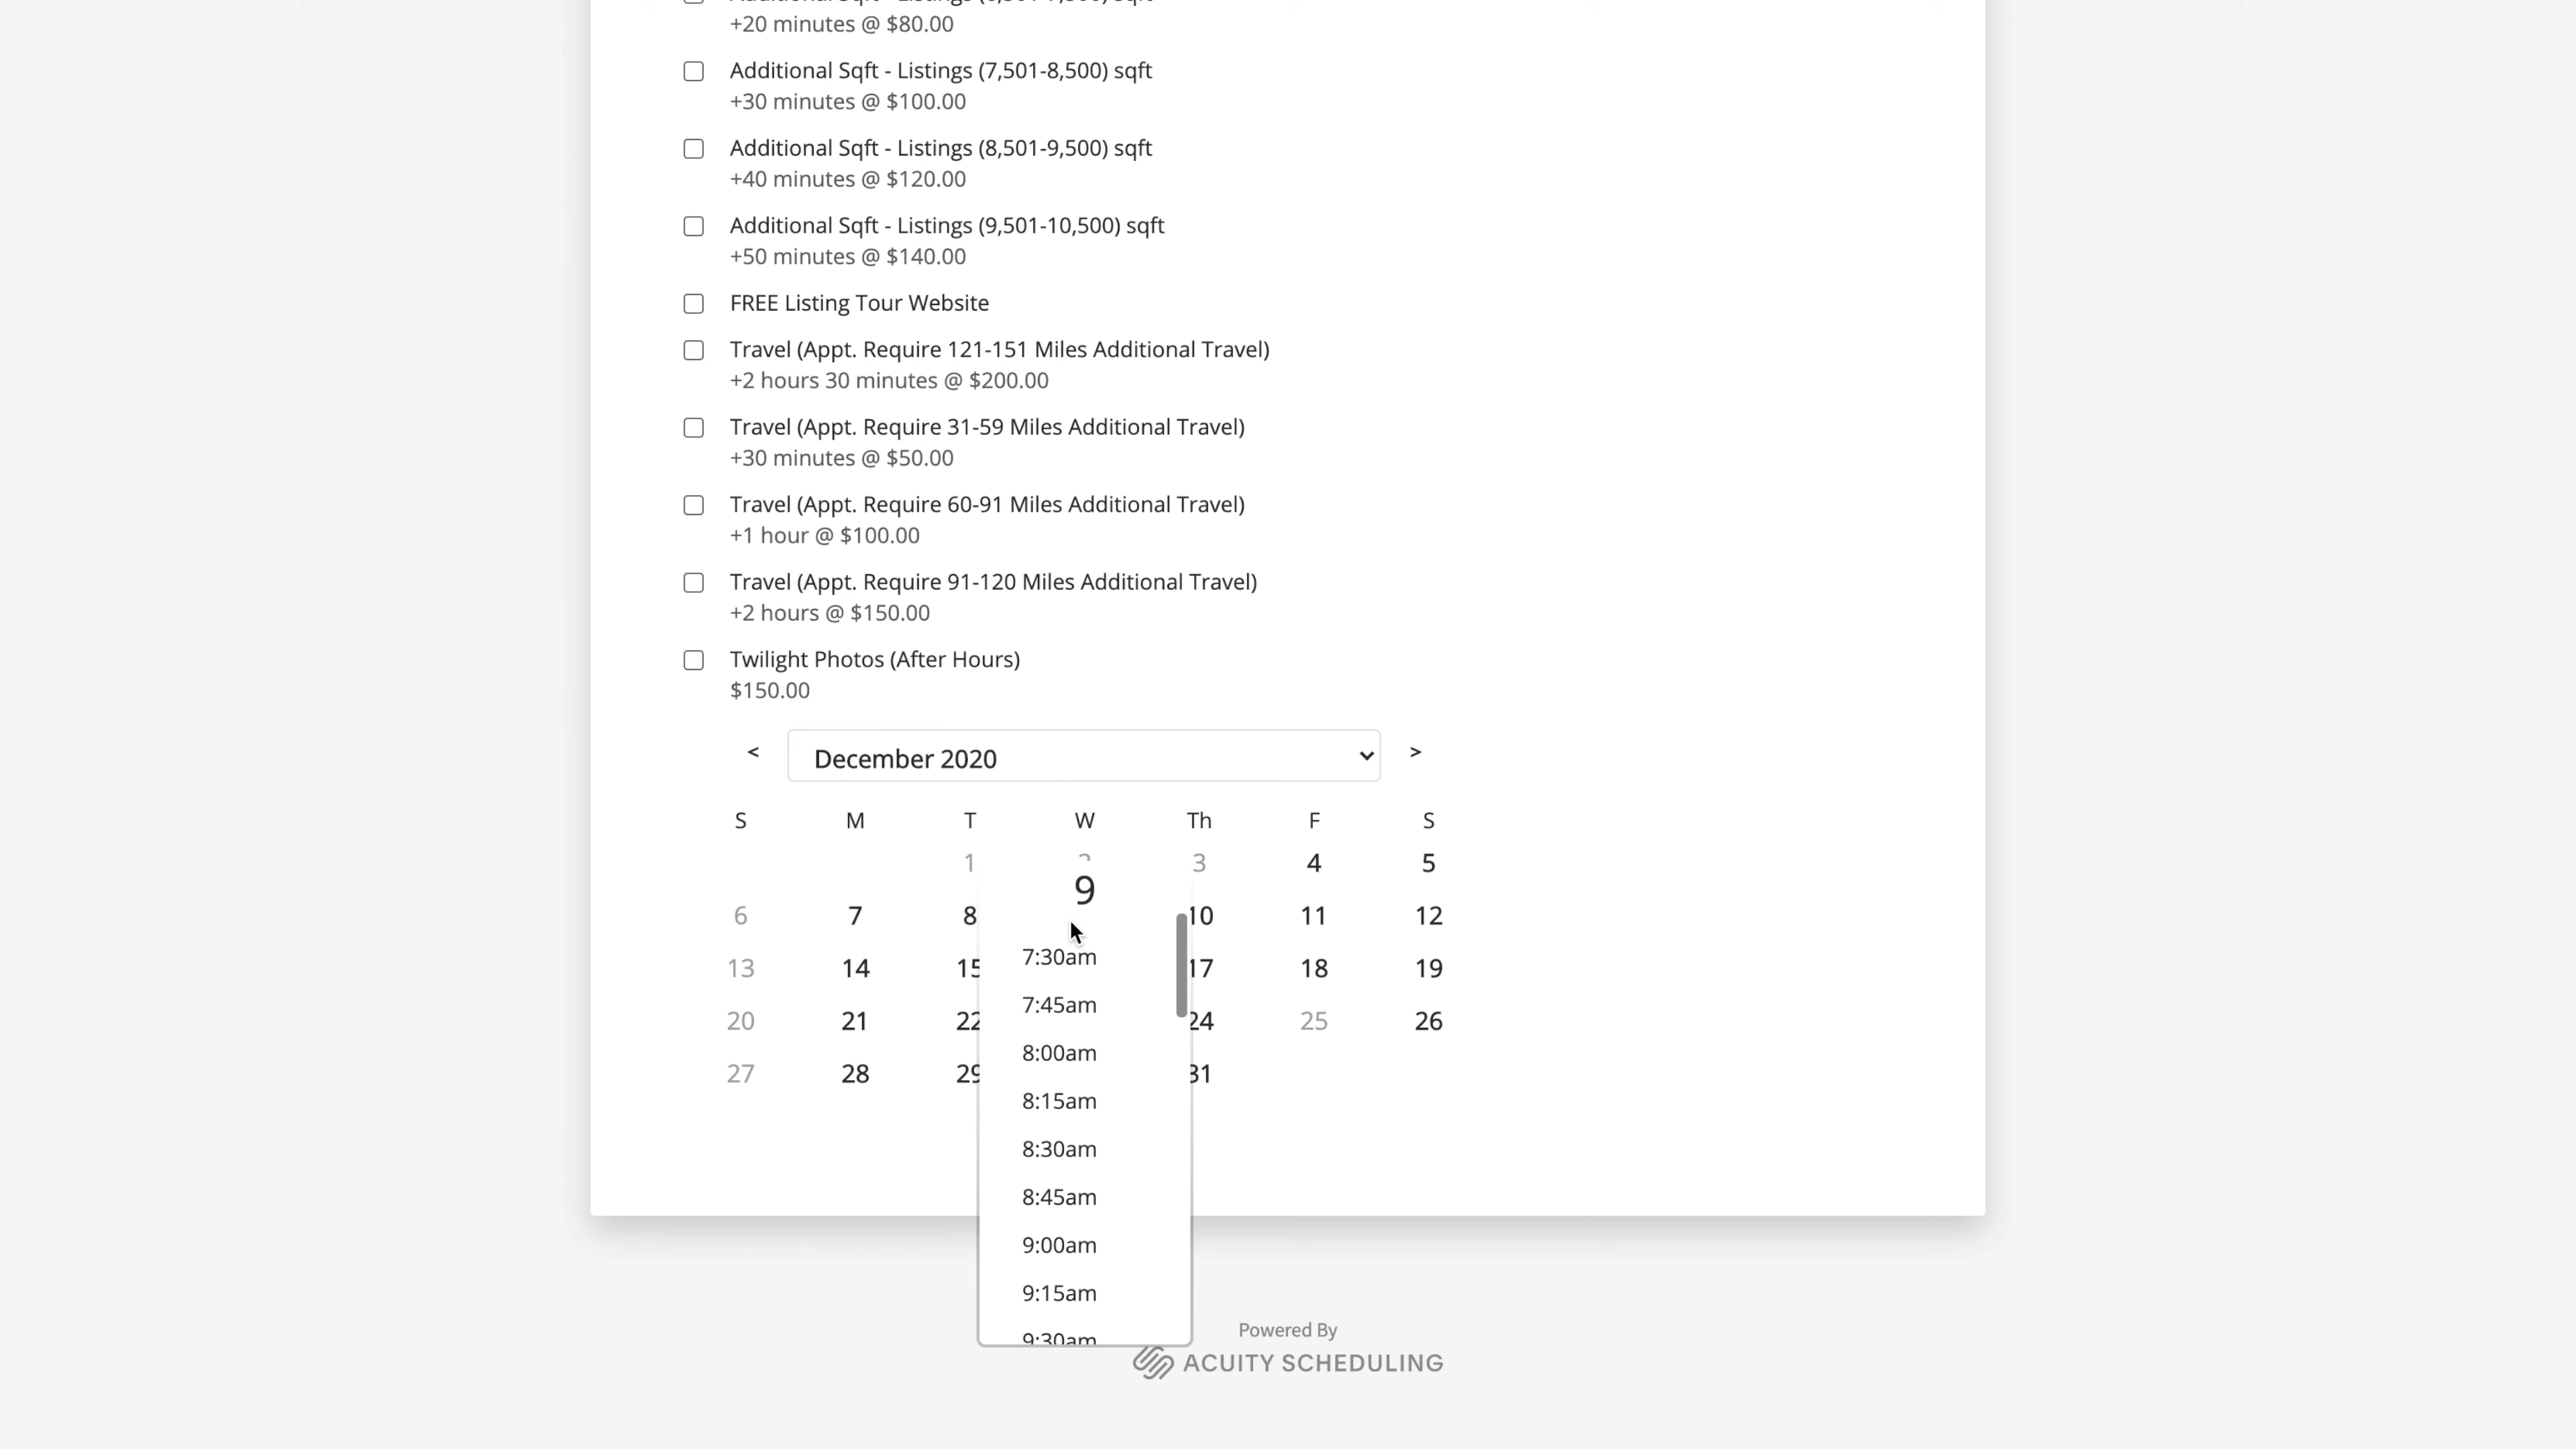 +20 minutes @ $80.00
Additional Sqft - Listings (7,501-8,500) sqft
+30 minutes @ $100.00
Additional Sqft - Listings (8,501-9,500) sqft
+40 minutes @ $120.00
Additional Sqft - Listings (9,501-10,500) sqft
+50 minutes @ $140.00
FREE Listing Tour Website
Travel (Appt. Require 121-151 Miles Additional Travel)
+2 hours 30 minutes @ $200.00
Travel (Appt. Require 31-59 Miles Additional Travel)
+30 minutes @ $50.00
Travel (Appt. Require 60-91 Miles Additional Travel)
+1 hour @ $100.00
Travel (Appt. Require 91-120 Miles Additional Travel)
+2 hours @ $150.00
Twilight Photos (After Hours)
$150.00
< December 2020 >
S M T W Th F S
1 3 4 5
6 7 8 9 10 11 12
13 14 15 17 18 19
20 21 22 24 25 26
27 28 29 31
7:30am
7:45am
8:00am
8:15am
8:30am
8:45am
9:00am
9:15am
9:30am
Powered By
ACUITY SCHEDULING